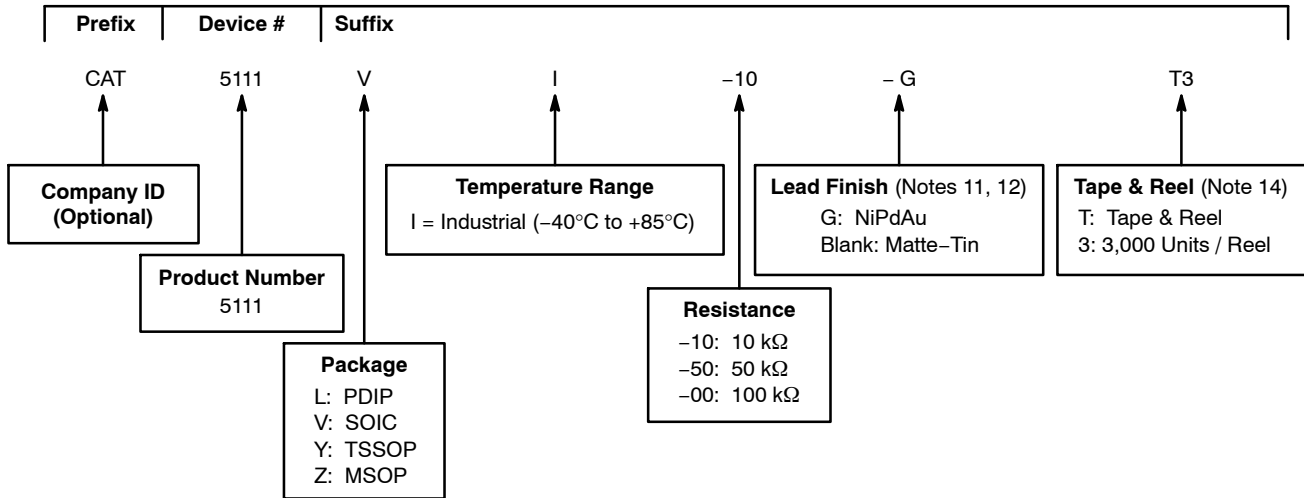 Prefix Device # Suffix
CAT 5111 V I −10 − G T3
Company ID
(Optional)
Product Number
5111
Package
L: PDIP
V: SOIC
Y: TSSOP
Z: MSOP
Temperature Range
I = Industrial (−40°C to +85°C)
Resistance
−10: 10 kΩ
−50: 50 kΩ
−00: 100 kΩ
Lead Finish (Notes 11, 12)
G: NiPdAu
Blank: Matte−Tin
Tape & Reel (Note 14)
T: Tape & Reel
3: 3,000 Units / Reel